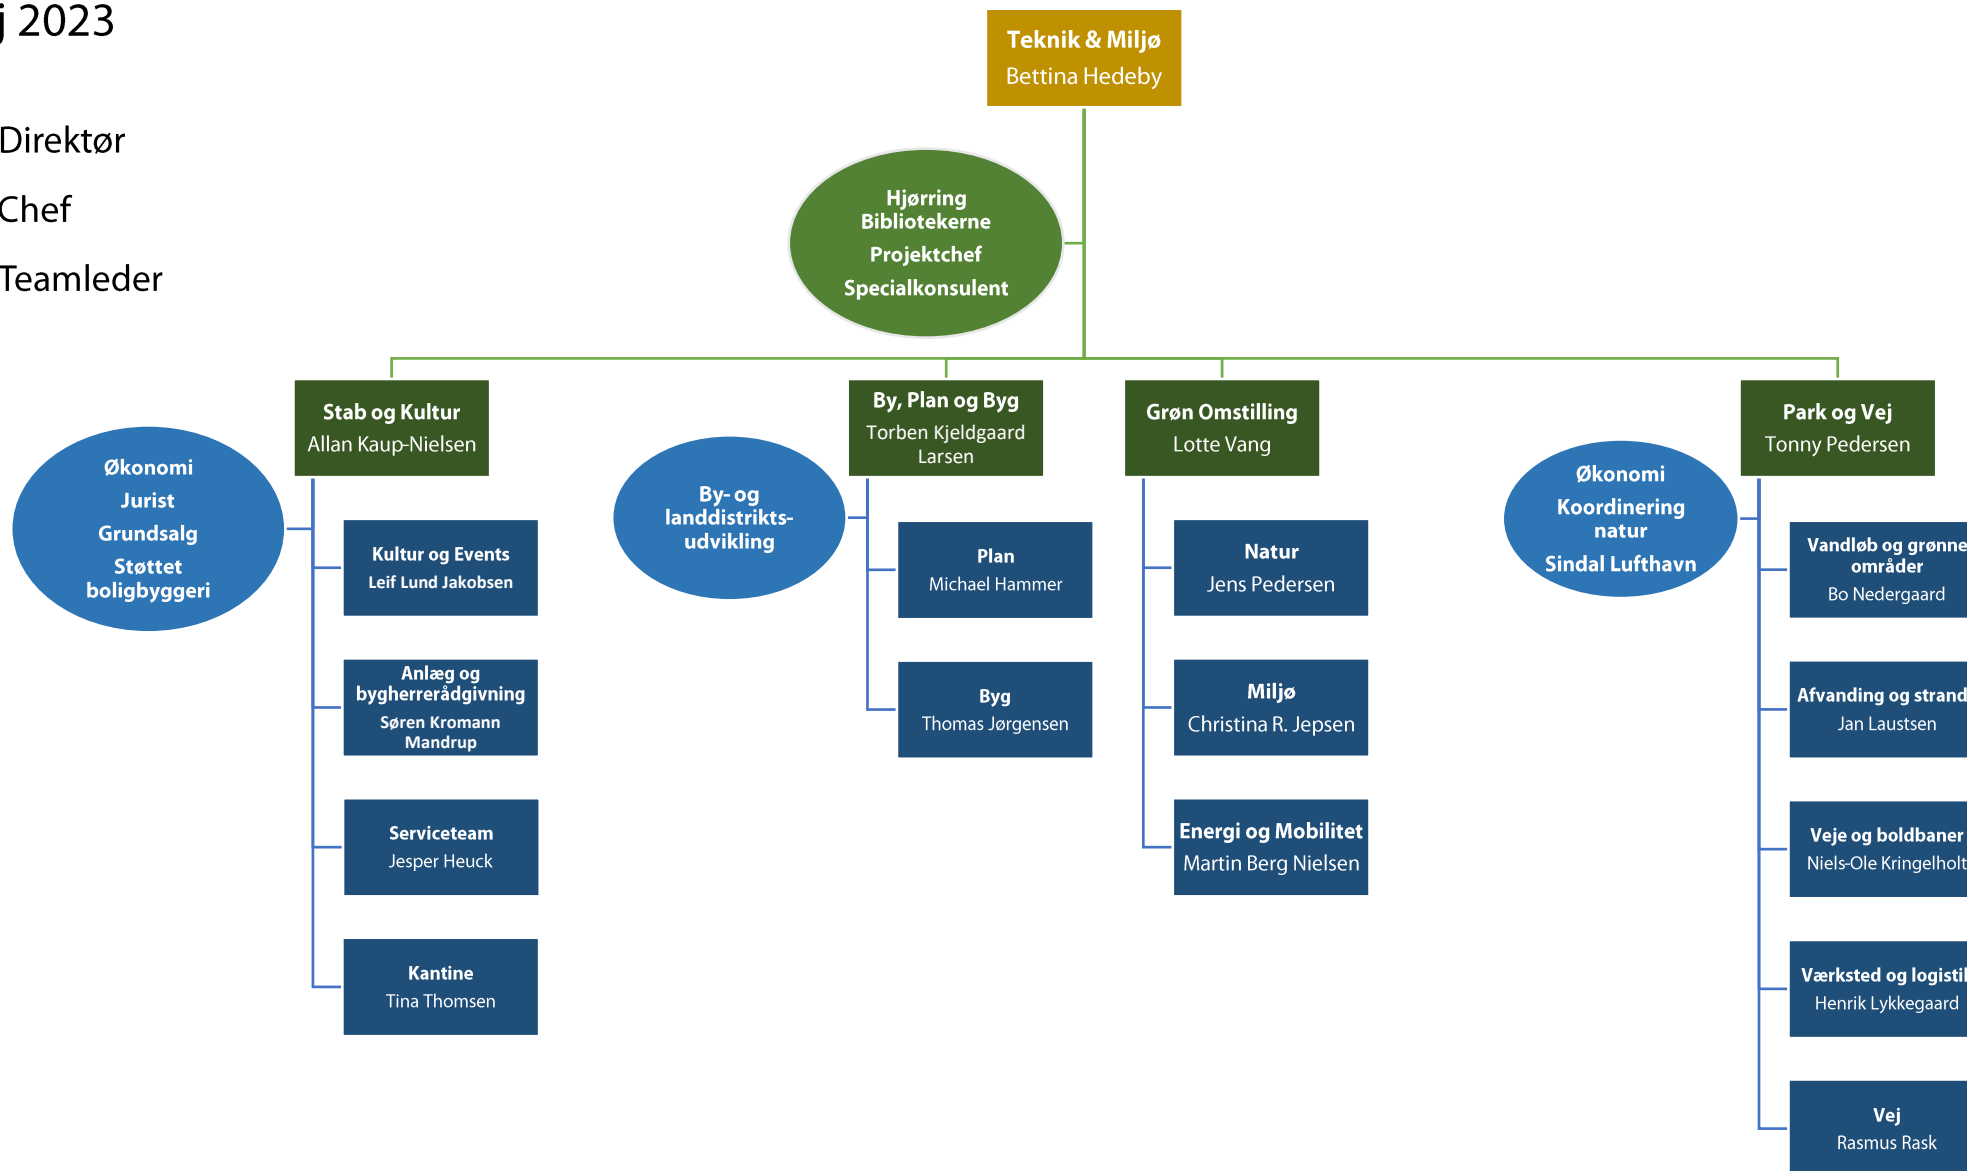 2023
Direktør
Chef
Teamleder
Teknik & Miljø
Bettina Hedeby
Hjørring
Bibliotekerne
Projektchef
Specialkonsulent
Stab og Kultur
Allan Kaup-Nielsen
Økonomi
Jurist
Grundsalg
Støttet
boligbyggeri
Kultur og Events
Leif Lund Jakobsen
Anlæg og
bygherrerådgivning
Søren Kromann
Mandrup
Serviceteam
Jesper Heuck
Kantine
Tina Thomsen
By, Plan og Byg
Torben Kjeldgaard
Larsen
By- og
landdistrikts-
udvikling
Plan
Michael Hammer
Byg
Thomas Jørgensen
Grøn Omstilling
Lotte Vang
Natur
Jens Pedersen
Miljø
Christina R. Jepsen
Energi og Mobilitet
Martin Berg Nielsen
Park og Vej
Tonny Pedersen
Økonomi
Koordinering
natur
Sindal Lufthavn
Vandløb og grønne
områder
Bo Nedergaard
Afvanding og strand
Jan Laustsen
Veje og boldbaner
Niels-Ole Kringelholt
Værksted og
Henrik Lykkegaard
Vej
Rasmus Rask